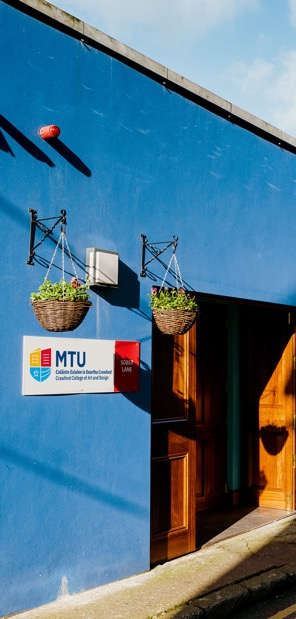 MTU
Coláiste Ealaíne is Deartha Crawford
Crawford College of Art and Design
SOBER
LANE